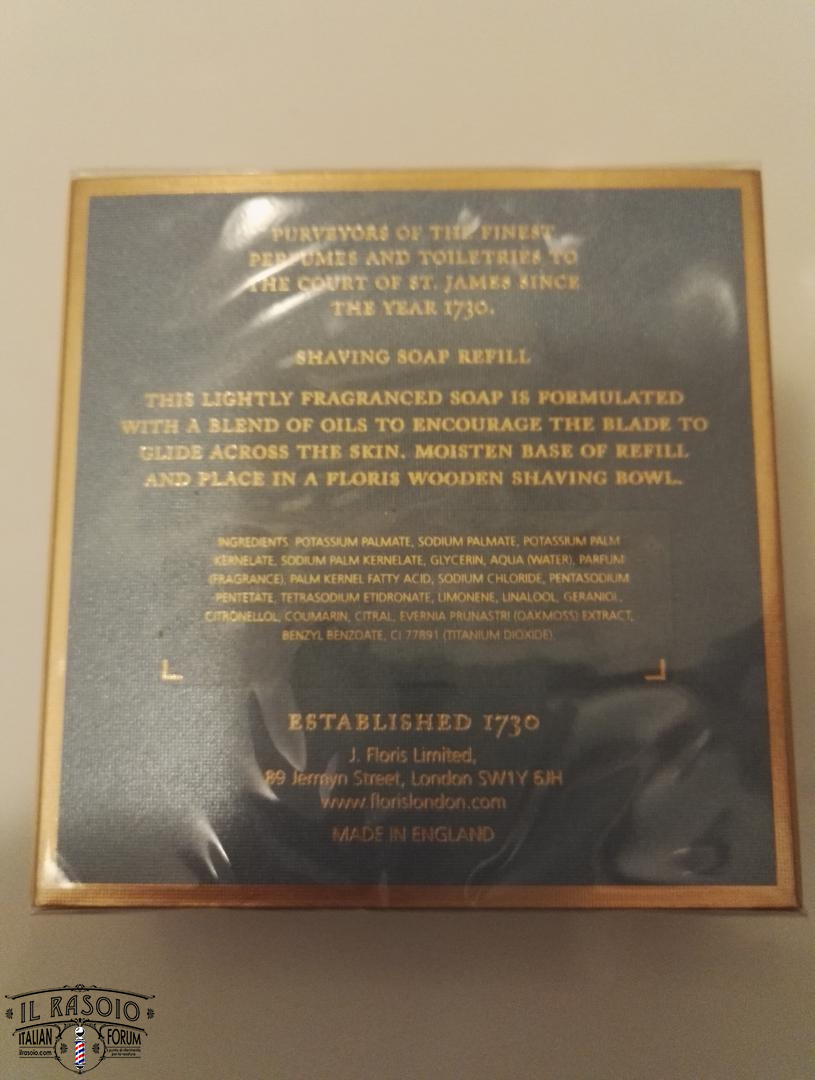 PURVEYORS OF THE FINEST
PERFUMES AND TOILETRIES TO
THE COURT OF ST. JAMES SINCE
THE YEAR 1730.
SHAVING SOAP REFILL
THIS LIGHTLY FRAGRANCED SOAP IS FORMULATED
WITH A BLEND OF OILS TO ENCOURAGE THE BLADE TO
GLIDE ACROSS THE SKIN. MOISTEN BASE OF REFILL
AND PLACE IN A FLORIS WOODEN SHAVING BOWL.
INGREDIENTS: POTASSIUM PALMATE, SODIUM PALMATE, POTASSIUM PALM
KERNELATE, SODIUM PALM KERNELATE, GLYCERIN, AQUA (WATER), PARFUM
(FRAGRANCE), PALM KERNEL FATTY ACID, SODIUM CHLORIDE, PENTASODIUM
PENTETATE, TETRASODIUM ETIDRONATE, LIMONENE, LINALOOL, GERANIOL,
CITRONELLOL, COUMARIN, CITRAL, EVERNIA PRUNASTRI (OAKMOSS) EXTRACT,
BENZYL BENZOATE, CI 77891 (TITANIUM DIOXIDE).
ESTABLISHED 1730
J. Floris Limited,
89 Jermyn Street, London SW1Y 6JH
www.florislondon.com
MADE IN ENGLAND
IL RASOIO
ITALIAN FORUM
ilrasoio.com